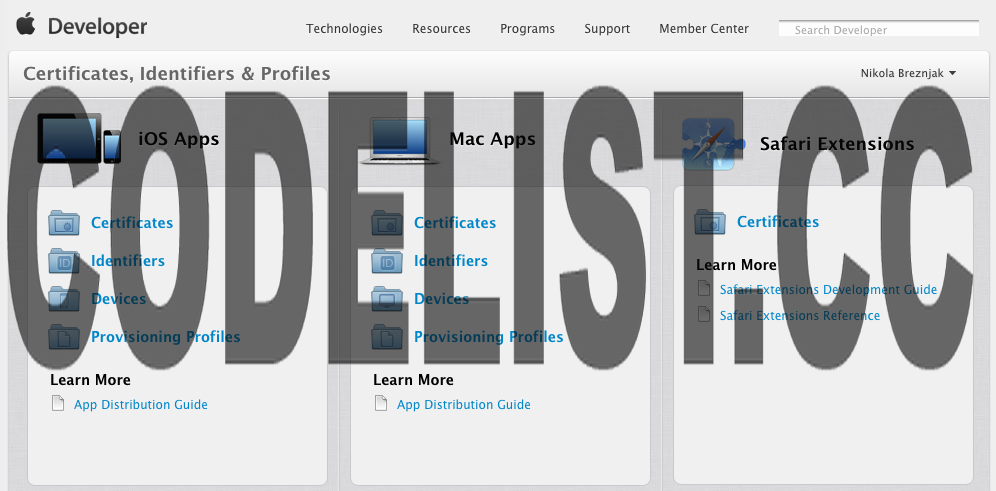 Developer
Technologies Resources Programs Support Member Center Search Developer
Certificates, Identifiers & Profiles
Nikola Breznjak
CODELIST.CC
iOS Apps
Certificates
Identifiers
Devices
Provisioning Profiles
Learn More
App Distribution Guide
Mac Apps
Certificates
Identifiers
Devices
Provisioning Profiles
Learn More
App Distribution Guide
Safari Extensions
Certificates
Learn More
Safari Extensions Development Guide
Safari Extensions Reference